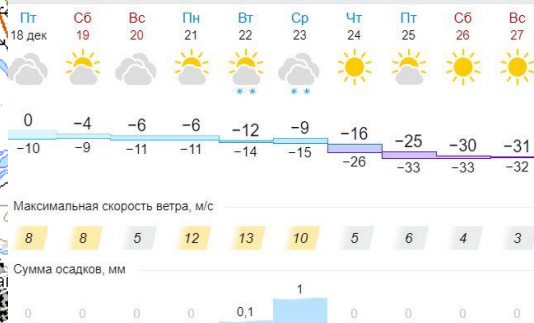 Пт Сб Вс Пн Вт Ср Чт Пт Сб Вс
18 дек 19 20 21 22 23 24 25 26 27
0 −4 −6 −6 −12 −9 −16 −25 −30 −31
−10 −9 −11 −11 −14 −15 −26 −33 −33 −32
Максимальная скорость ветра, м/с
8 8 5 12 13 10 5 6 4 3
Сумма осадков, мм
0 0 0 0 0,1 1 0 0 0 0